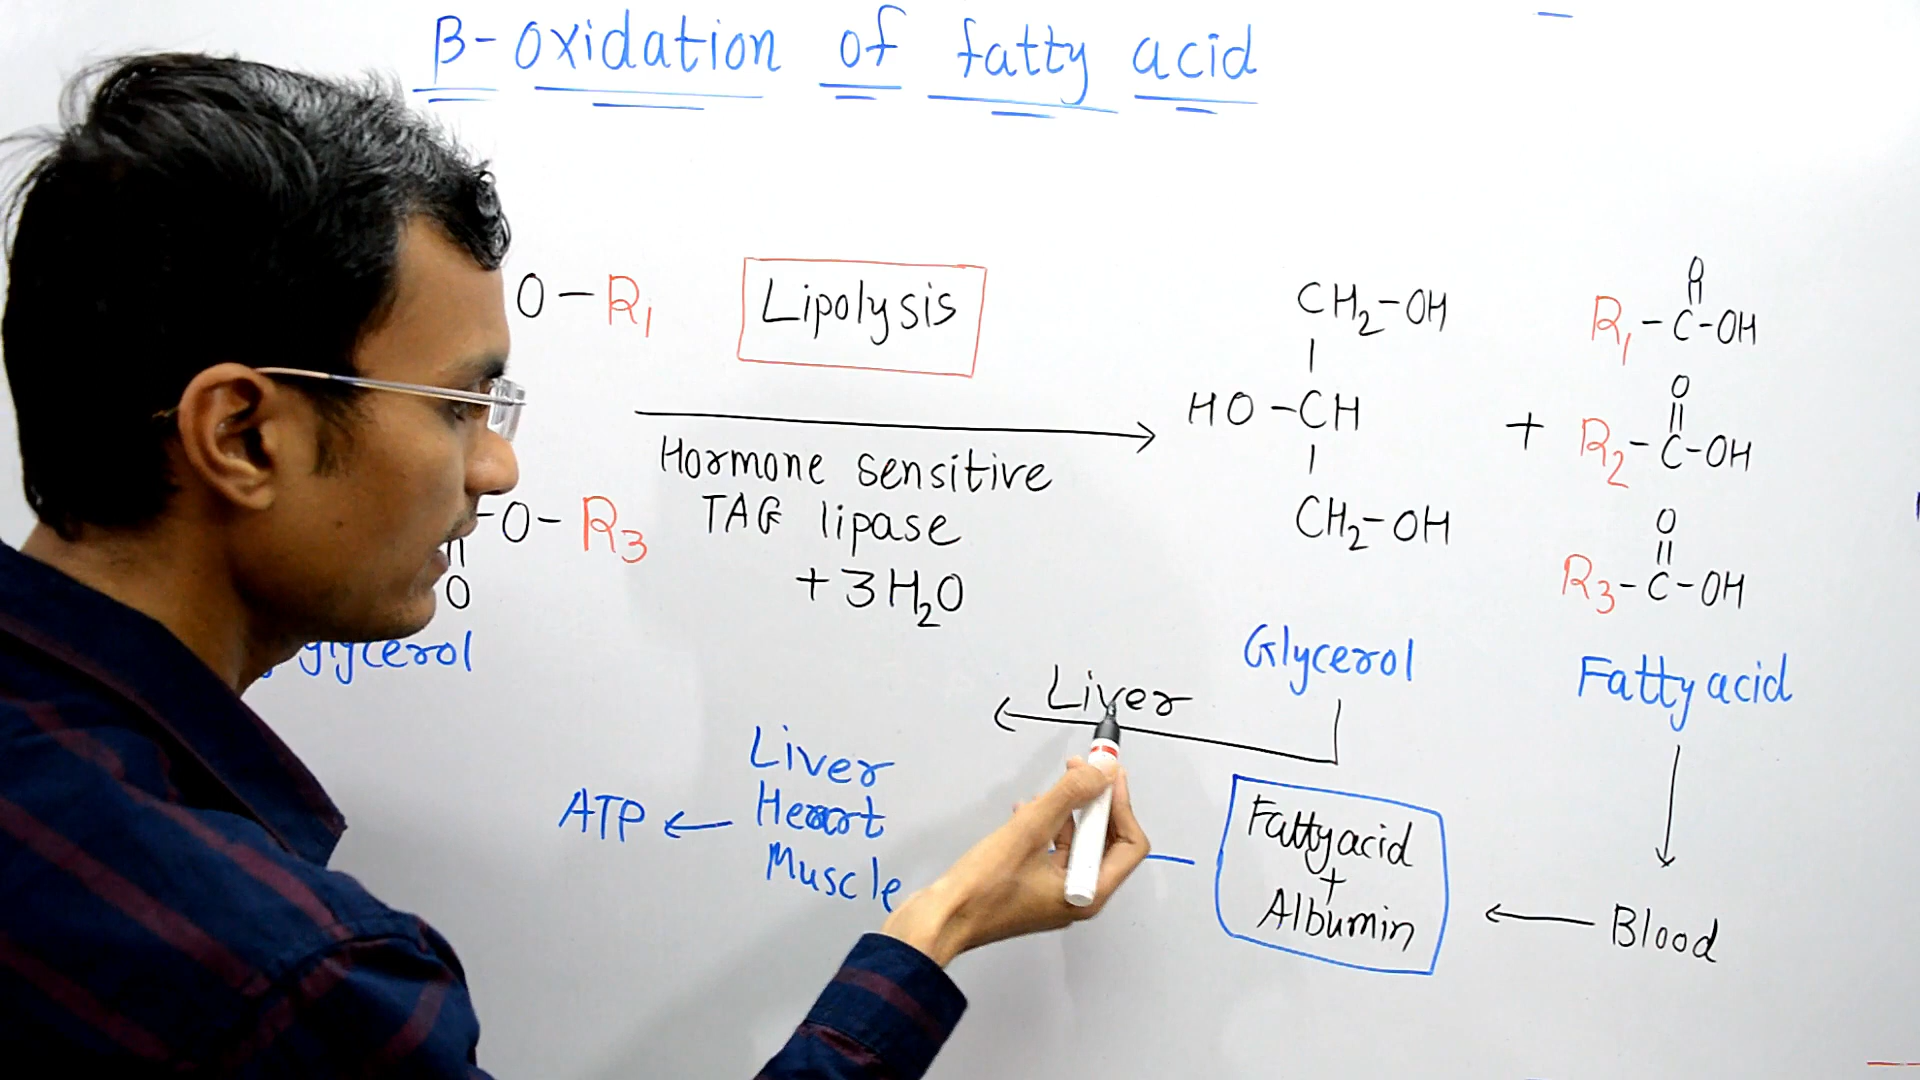 B-oxidation of fatty acid
O-R1
Lipolysis
Hormone sensitive
TAG lipase
+3H2O
-O-R3
O
glycerol
CH2-OH
HO-CH
CH2-OH
Glycerol
+
O
R1-C-OH
O
R2-C-OH
O
R3-C-OH
Fatty acid
Liver
Blood
Fatty acid
+
Albumin
Liver
Heart
Muscle
ATP